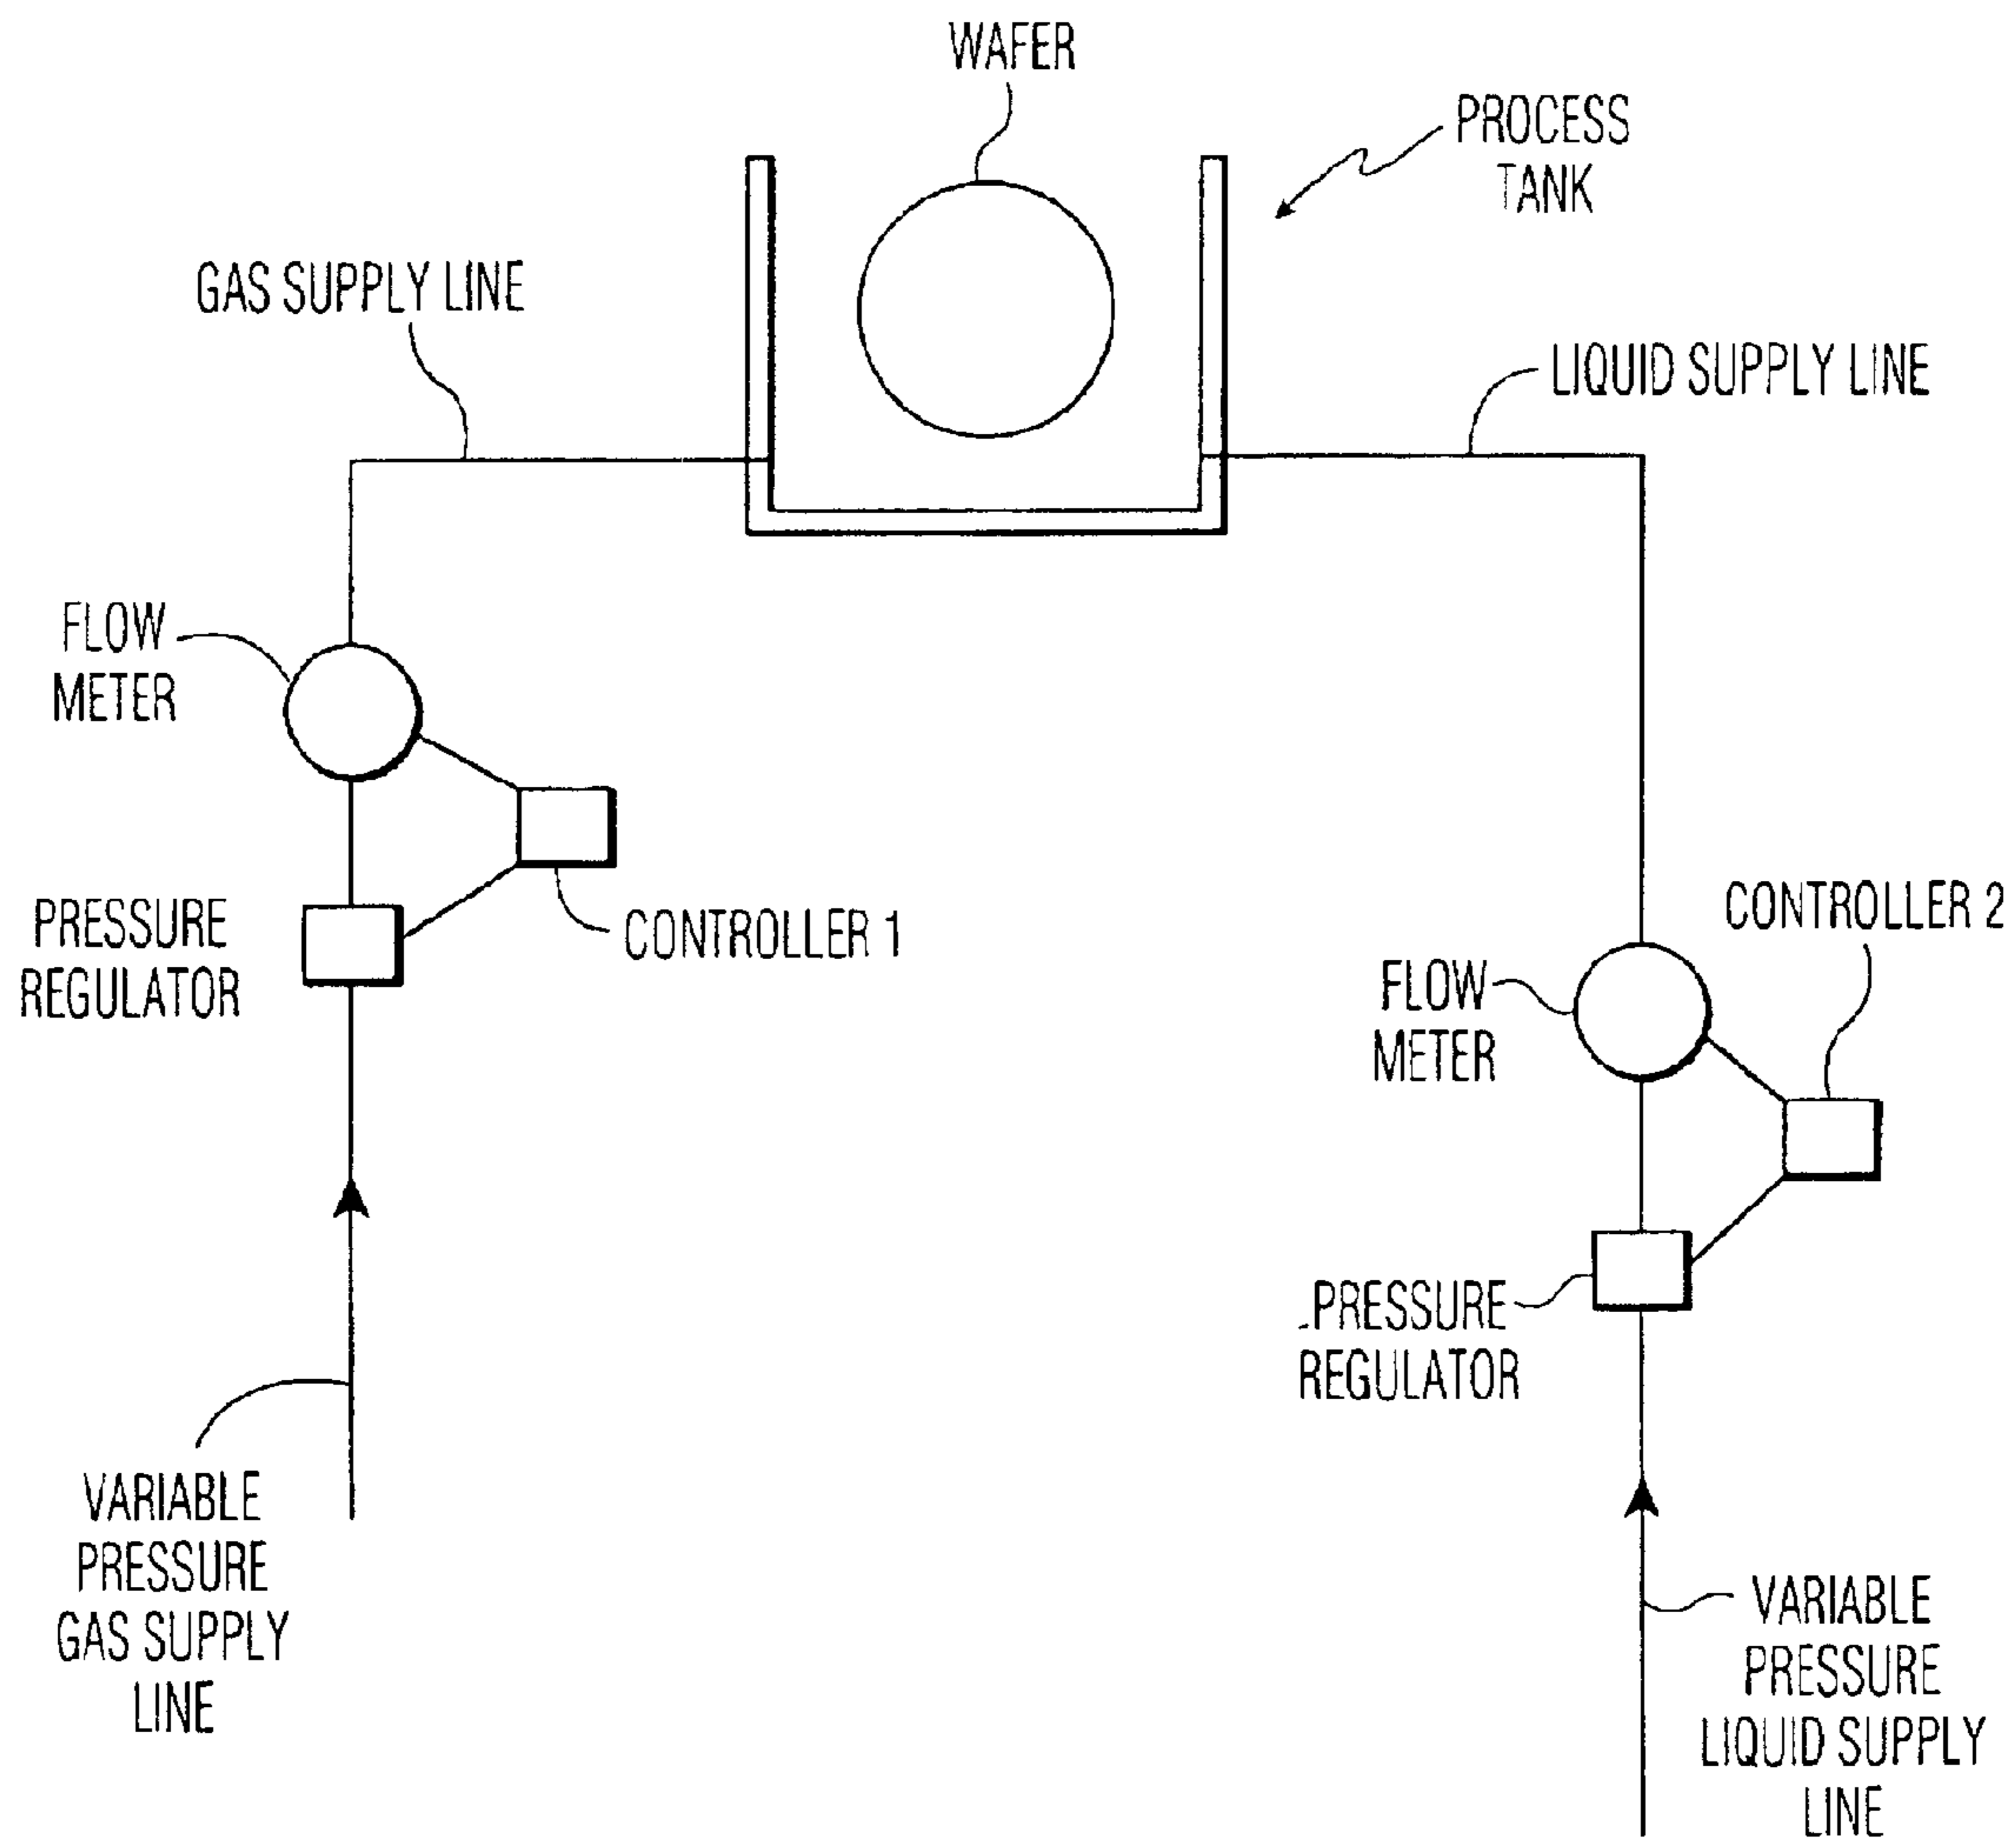 WAFER
PROCESS
TANK
GAS SUPPLY LINE
LIQUID SUPPLY LINE
FLOW
METER
PRESSURE
REGULATOR
CONTROLLER 1
CONTROLLER 2
FLOW
METER
PRESSURE
REGULATOR
VARIABLE
PRESSURE
GAS SUPPLY
LINE
VARIABLE
PRESSURE
LIQUID SUPPLY
LINE